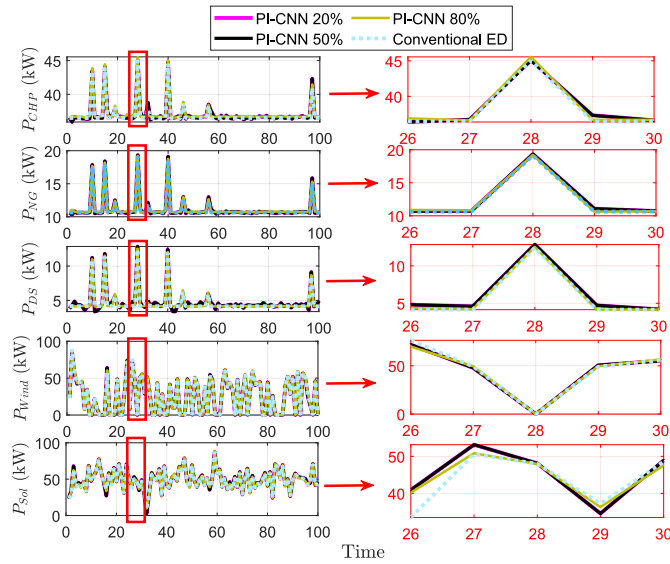 PI-CNN 20% PI-CNN 80%
PI-CNN 50% Conventional ED
P_CHP (kW)
45
40
0 20 40 60 80 100
45
40
26 27 28 29 30
P_NG (kW)
20
15
10
0 20 40 60 80 100
20
15
10
26 27 28 29 30
P_DS (kW)
10
5
0 20 40 60 80 100
10
5
26 27 28 29 30
P_Wind (kW)
100
50
0
0 20 40 60 80 100
50
0
26 27 28 29 30
P_Sol (kW)
100
50
0
0 20 40 60 80 100
50
40
26 27 28 29 30
Time